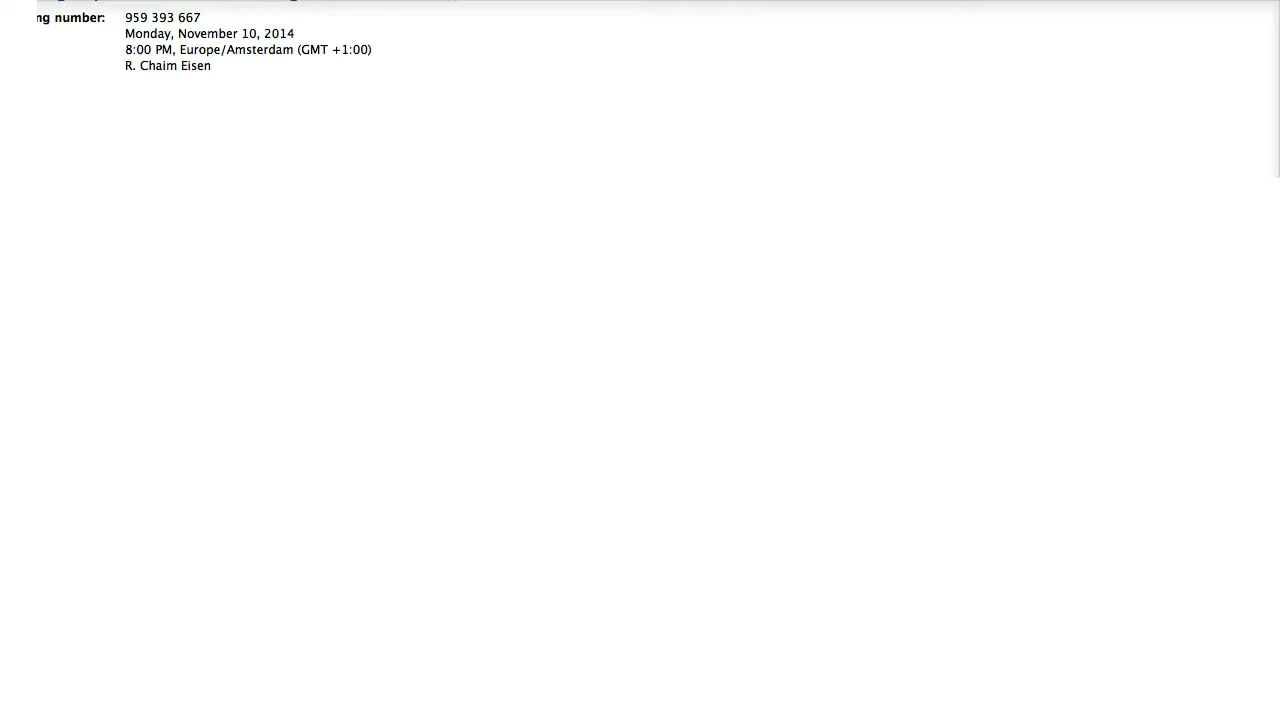 ng number: 959 393 667
Monday, November 10, 2014
8:00 PM, Europe/Amsterdam (GMT +1:00)
R. Chaim Eisen